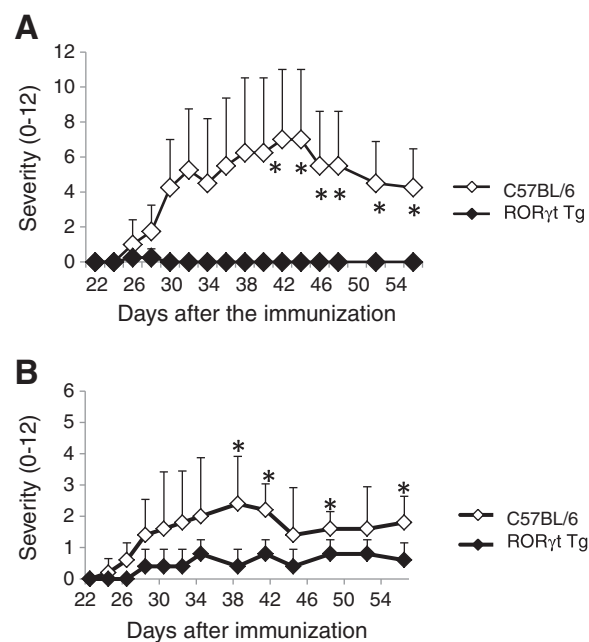 A
Severity (0-12)
12
10
8
6
4
2
0
* * * * * *
22 26 30 34 38 42 46 50 54
Days after the immunization
C57BL/6
RORγt Tg
B
Severity (0-12)
6
5
4
3
2
1
0
* * * *
22 26 30 34 38 42 46 50 54
Days after immunization
C57BL/6
RORγt Tg